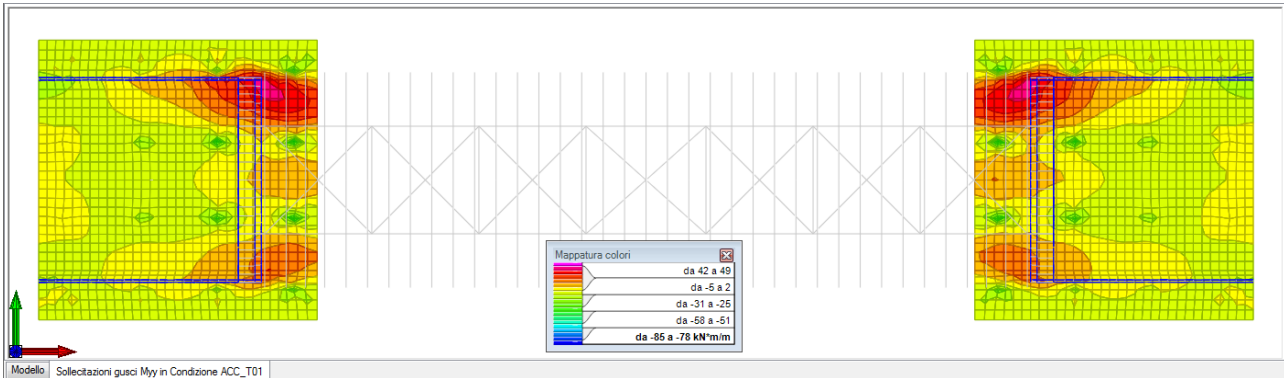 Mappatura colori
da 42 a 49
da -5 a 2
da -31 a -25
da -58 a -51
da -85 a -78 kN*m/m
Modello Sollecitazioni gusci Myy in Condizione ACC_T01